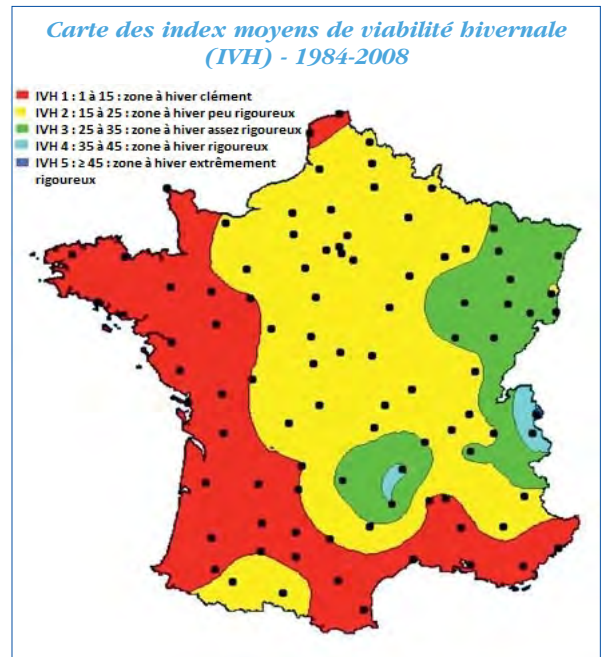 Carte des index moyens de viabilité hivernale
(IVH) - 1984-2008
IVH 1 : 1 à 15 : zone à hiver clément
IVH 2 : 15 à 25 : zone à hiver peu rigoureux
IVH 3 : 25 à 35 : zone à hiver assez rigoureux
IVH 4 : 35 à 45 : zone à hiver rigoureux
IVH 5 : ≥ 45 : zone à hiver extrêmement
rigoureux